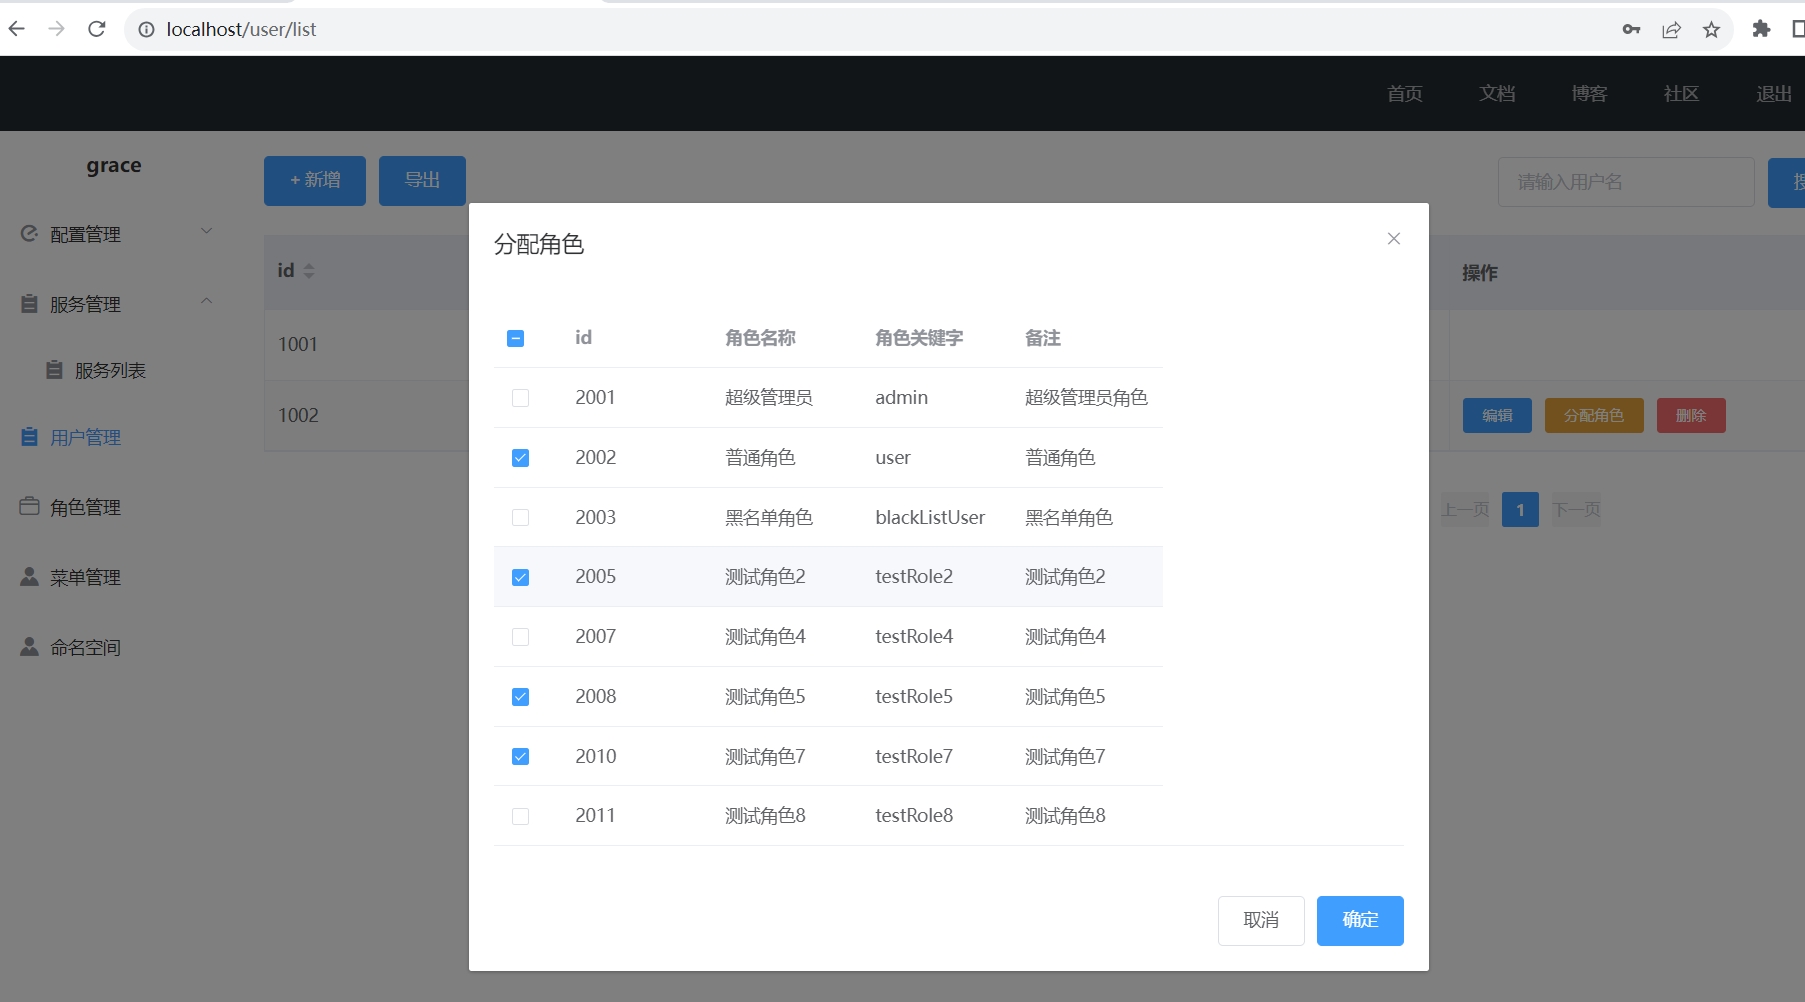 localhost/user/list
首页 文档 博客 社区 退出
grace
+ 新增 导出 请输入用户名
配置管理
服务管理
服务列表
用户管理
角色管理
菜单管理
命名空间
id 操作
1001
1002 编辑 分配角色 删除
上一页 1 下一页
分配角色
id 角色名称 角色关键字 备注
2001 超级管理员 admin 超级管理员角色
2002 普通角色 user 普通角色
2003 黑名单角色 blackListUser 黑名单角色
2005 测试角色2 testRole2 测试角色2
2007 测试角色4 testRole4 测试角色4
2008 测试角色5 testRole5 测试角色5
2010 测试角色7 testRole7 测试角色7
2011 测试角色8 testRole8 测试角色8
取消 确定